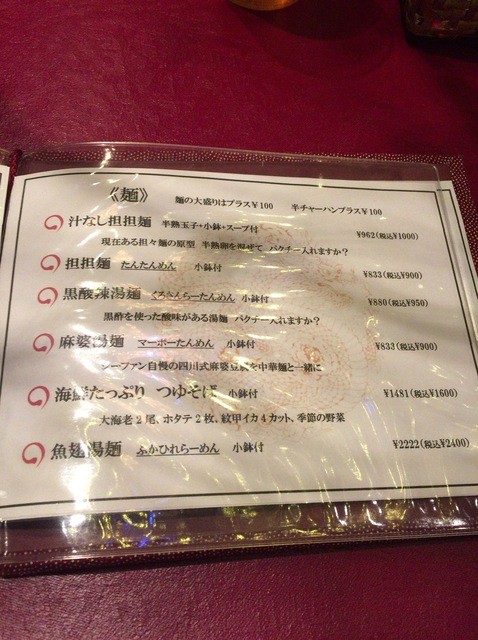 《麺》 麺の大盛りはプラス¥100 半チャーハンプラス¥100
汁なし担担麺 半熟玉子+小鉢+スープ付 ¥962(税込¥1000)
現在ある担々麺の原型 半熟卵を混ぜて パクチー入れますか?
担担麺 たんたんめん 小鉢付 ¥833(税込¥900)
黒酸辣湯麺 くろさんらーたんめん 小鉢付 ¥880(税込¥950)
黒酢を使った酸味がある湯麺 パクチー入れますか?
麻婆湯麺 マーボーたんめん 小鉢付 ¥833(税込¥900)
シーファン自慢の四川式麻婆豆腐を中華麺と一緒に
海鮮たっぷり つゆそば 小鉢付 ¥1481(税込¥1600)
大海老2尾、ホタテ2枚、紋甲イカ4カット、季節の野菜
魚翅湯麺 ふかひれらーめん 小鉢付 ¥2222(税込¥2400)